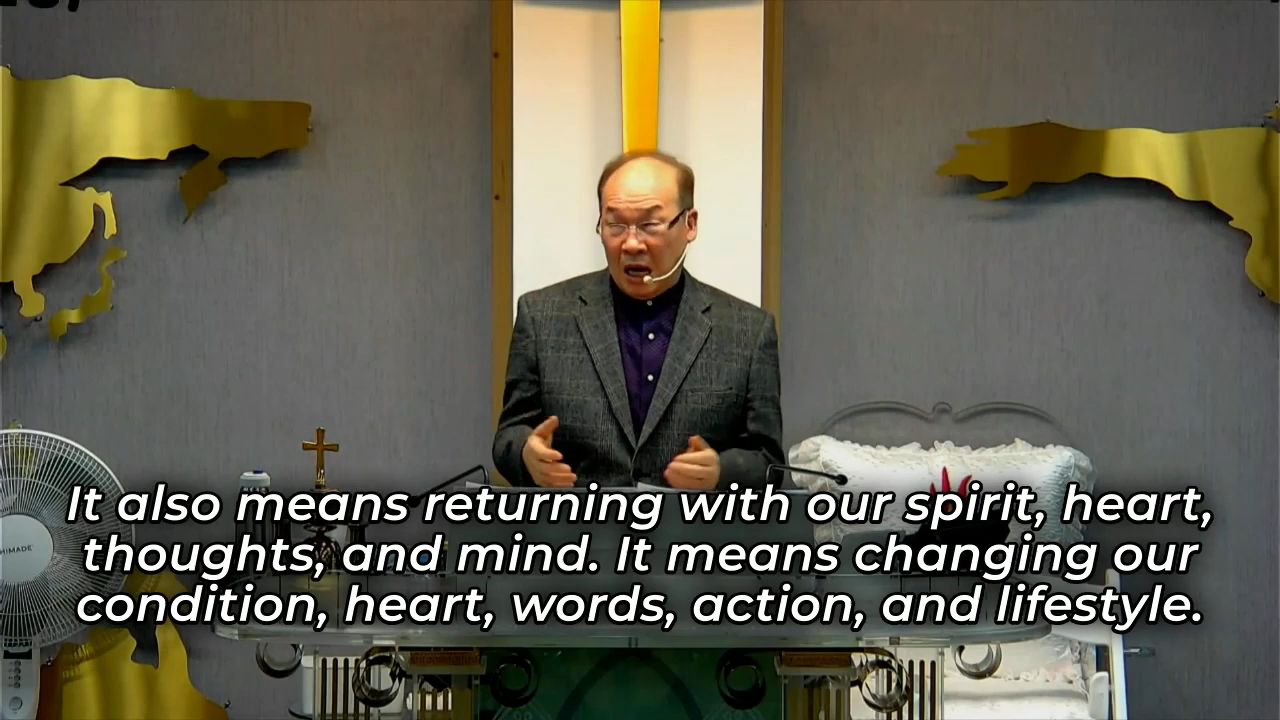 It also means returning with our spirit, heart,
thoughts, and mind. It means changing our
condition, heart, words, action, and lifestyle.